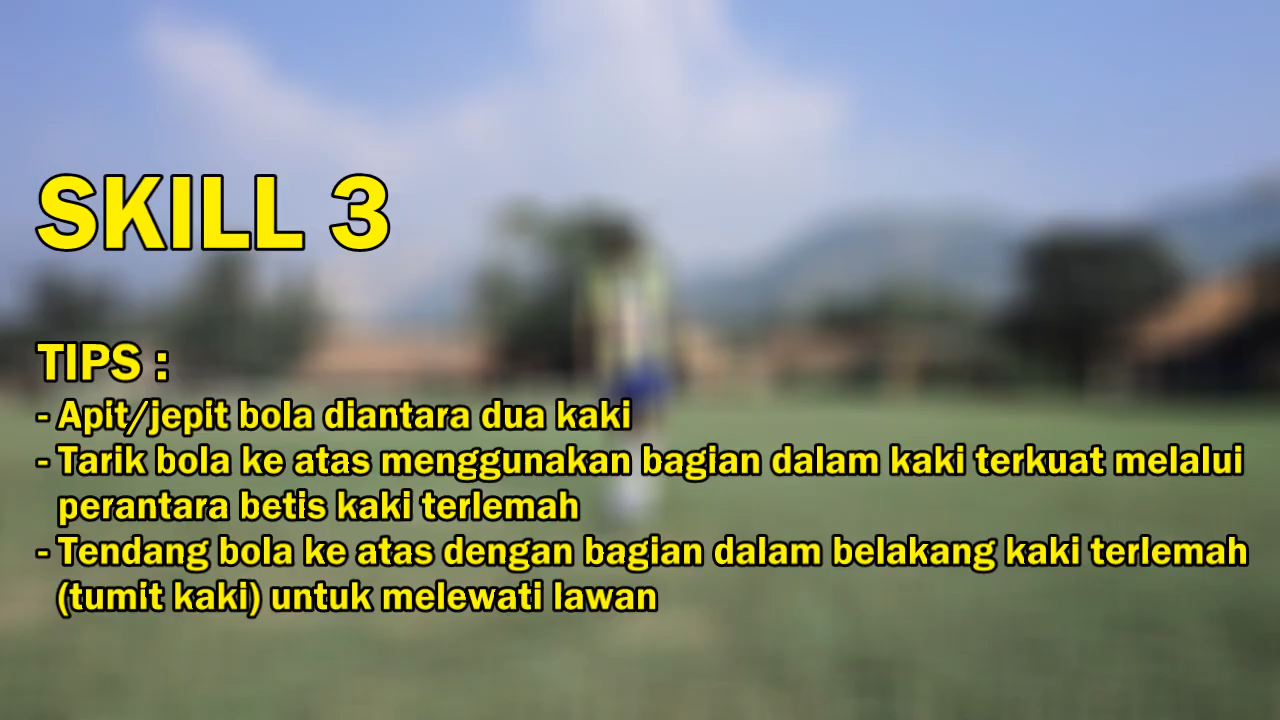 SKILL 3
TIPS :
- Apit/jepit bola diantara dua kaki
- Tarik bola ke atas menggunakan bagian dalam kaki terkuat melalui
perantara betis kaki terlemah
- Tendang bola ke atas dengan bagian dalam belakang kaki terlemah
(tumit kaki) untuk melewati lawan